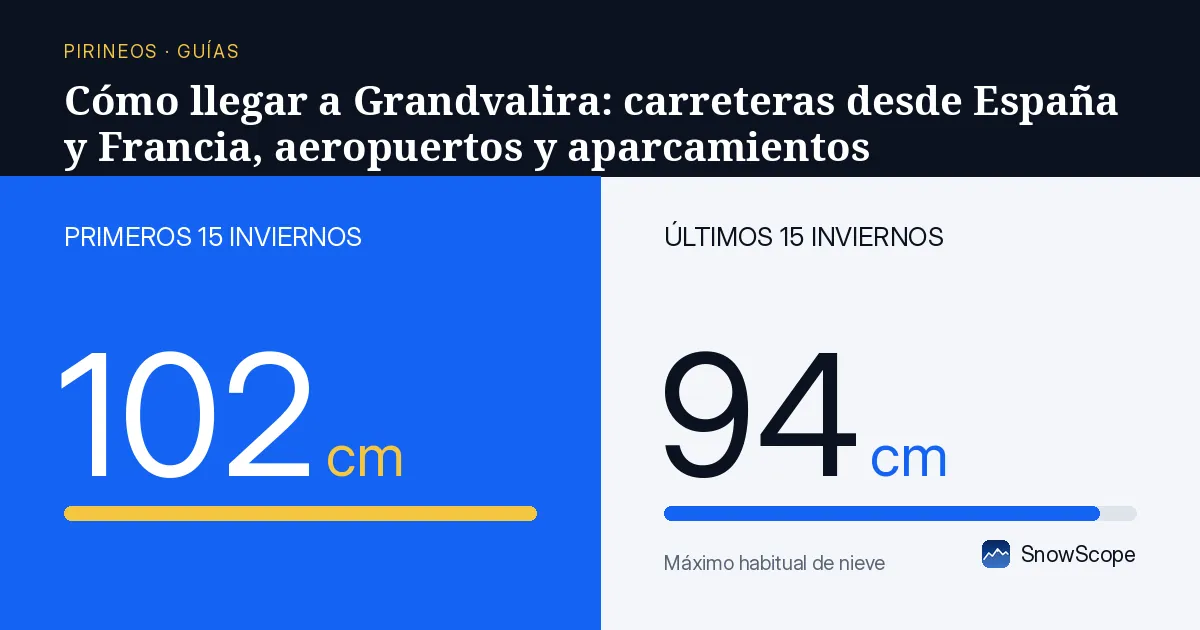 PIRINEOS · GUÍAS
Cómo llegar a Grandvalira: carreteras desde España
y Francia, aeropuertos y aparcamientos
PRIMEROS 15 INVIERNOS
102 cm
ÚLTIMOS 15 INVIERNOS
94 cm
Máximo habitual de nieve
SnowScope